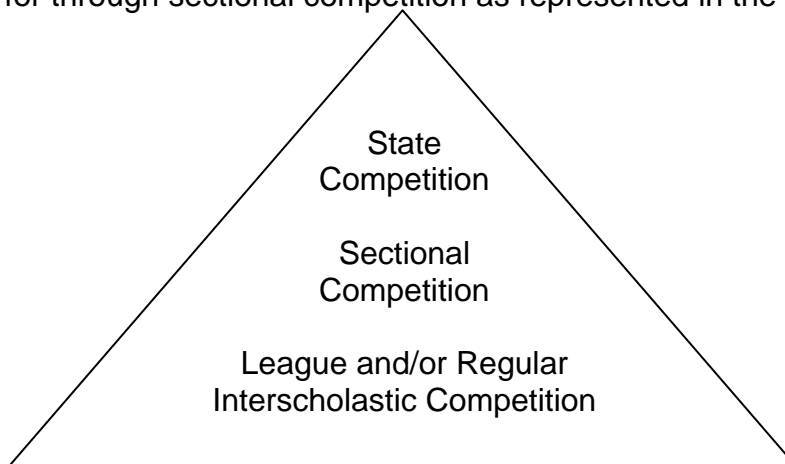 for through sectional competition as represented in the
State
Competition
Sectional
Competition
League and/or Regular
Interscholastic Competition